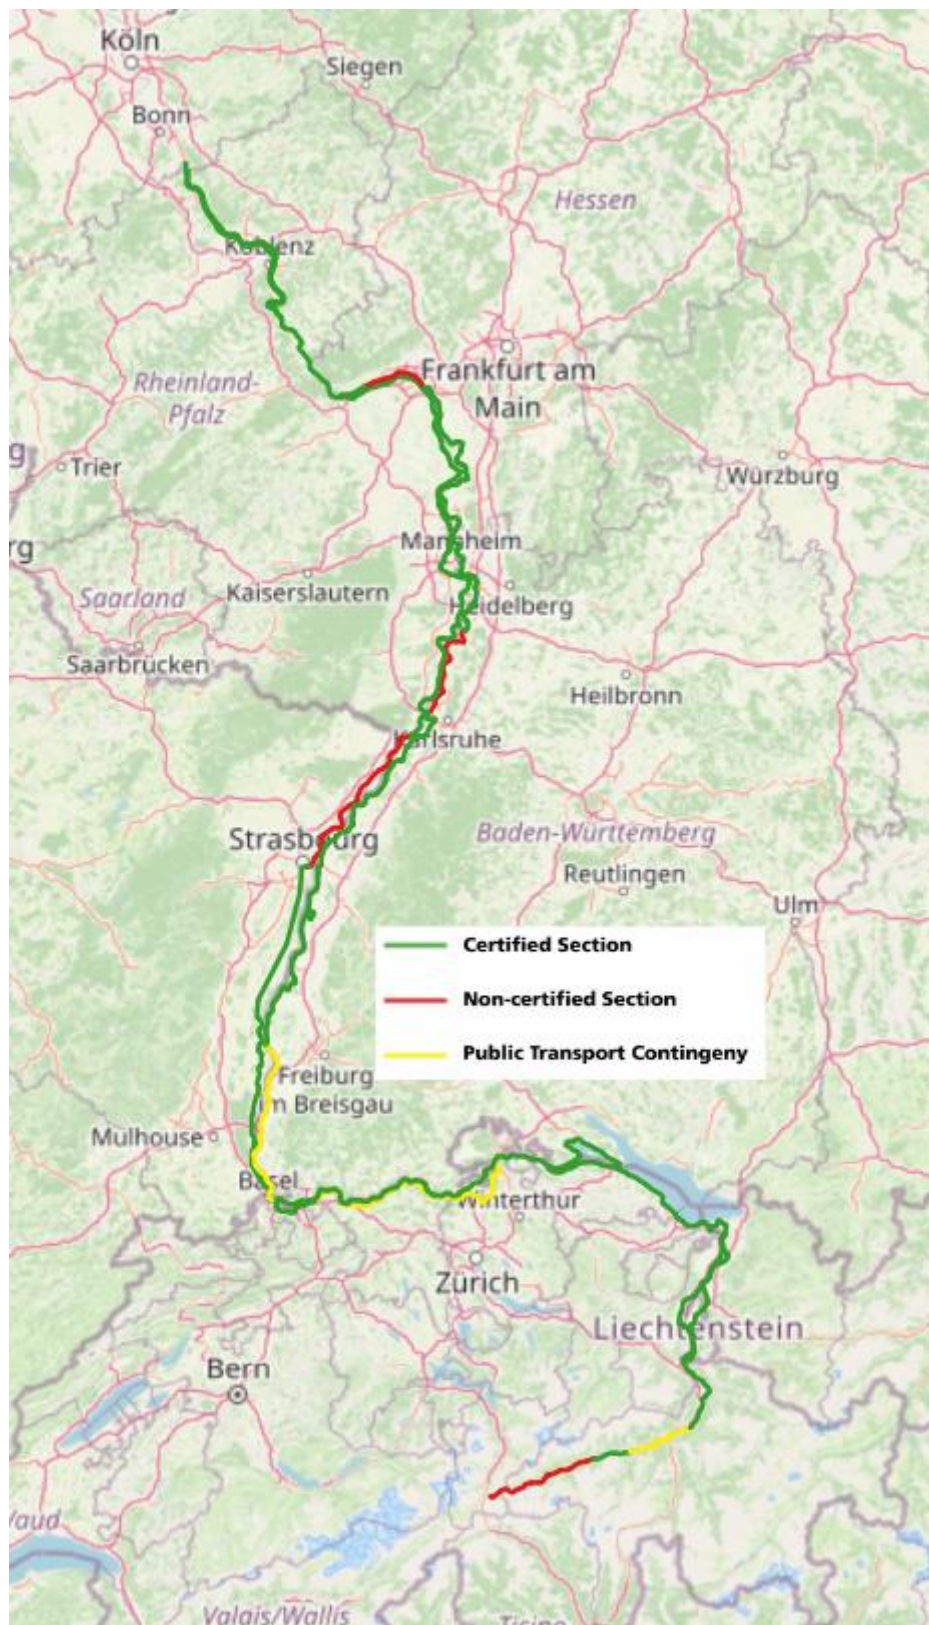 Köln
Siegen
Bonn
Hessen
Koblenz
Rheinland-
Pfalz
Frankfurt am
Main
g
Trier
Würzburg
rg
Mannheim
Saarland
Kaiserslautern
Heidelberg
Saarbrücken
Heilbronn
Karlsruhe
Strasbourg
Baden-Württemberg
Reutlingen
Ulm
Certified Section
Non-certified Section
Public Transport Contingeny
Freiburg
im Breisgau
Mulhouse
Basel
Winterthur
Zürich
Liechtenstein
Bern
Vaud
Valais/Wallis
Ticino